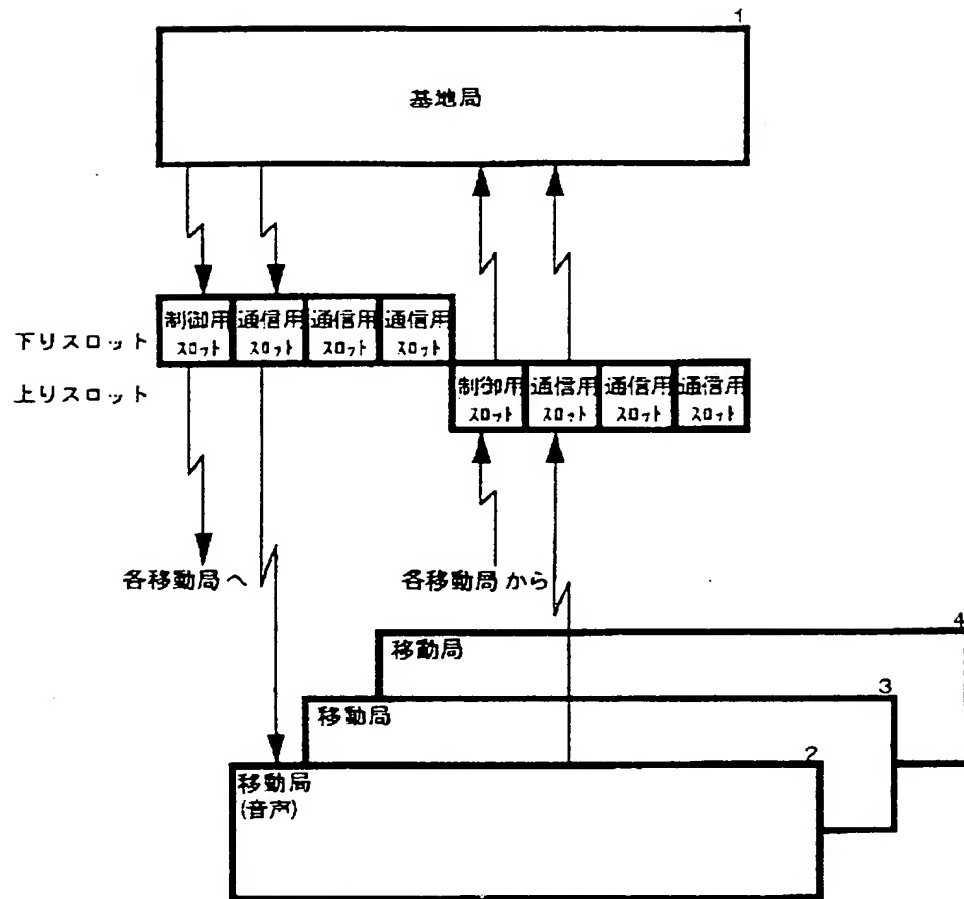 1
基地局
制御用 通信用 通信用 通信用
スロット スロット スロット スロット
下りスロット
上りスロット
制御用 通信用 通信用 通信用
スロット スロット スロット スロット
各移動局へ
各移動局から
4
移動局
3
移動局
2
移動局
(音声)